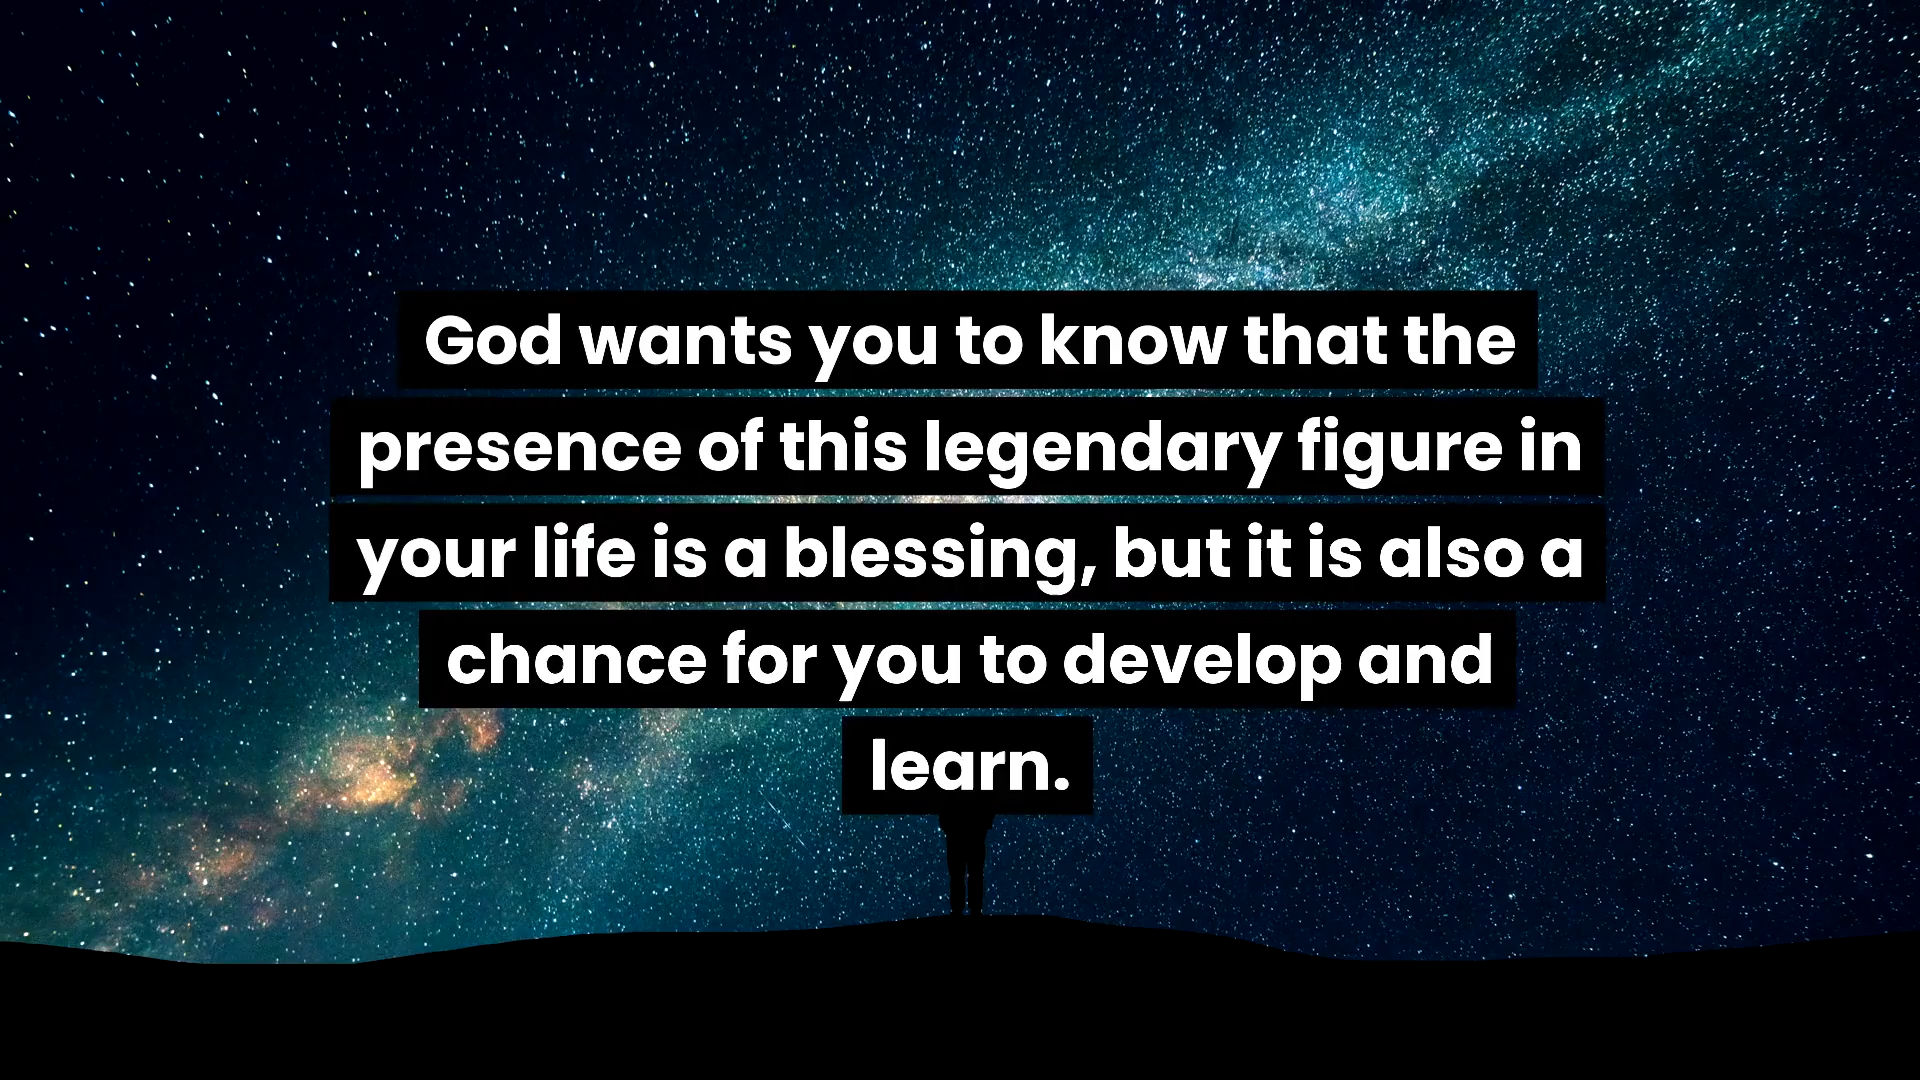 God wants you to know that the
presence of this legendary figure in
your life is a blessing, but it is also a
chance for you to develop and
learn.